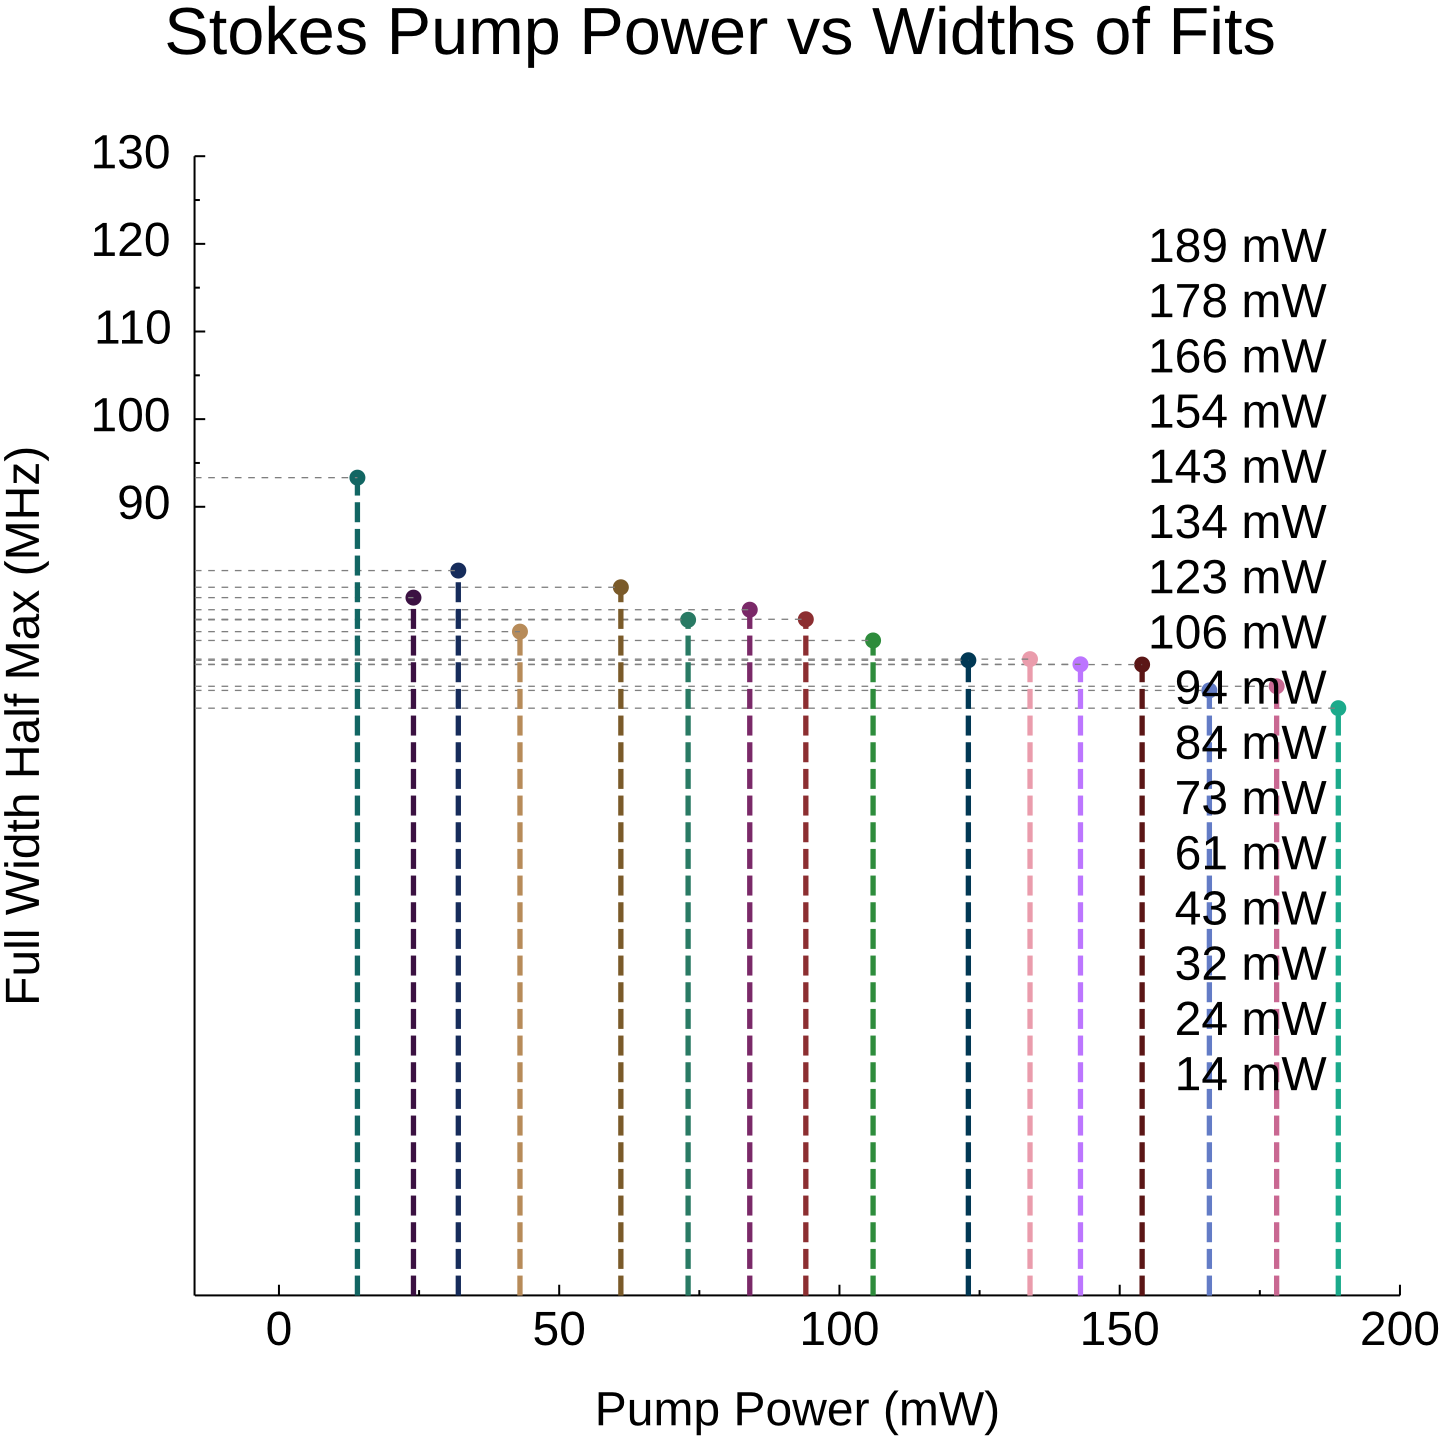 Stokes Pump Power vs Widths of Fits
130
120
110
100
90
Full Width Half Max (MHz)
189 mW
178 mW
166 mW
154 mW
143 mW
134 mW
123 mW
106 mW
94 mW
84 mW
73 mW
61 mW
43 mW
32 mW
24 mW
14 mW
0 50 100 150 200
Pump Power (mW)